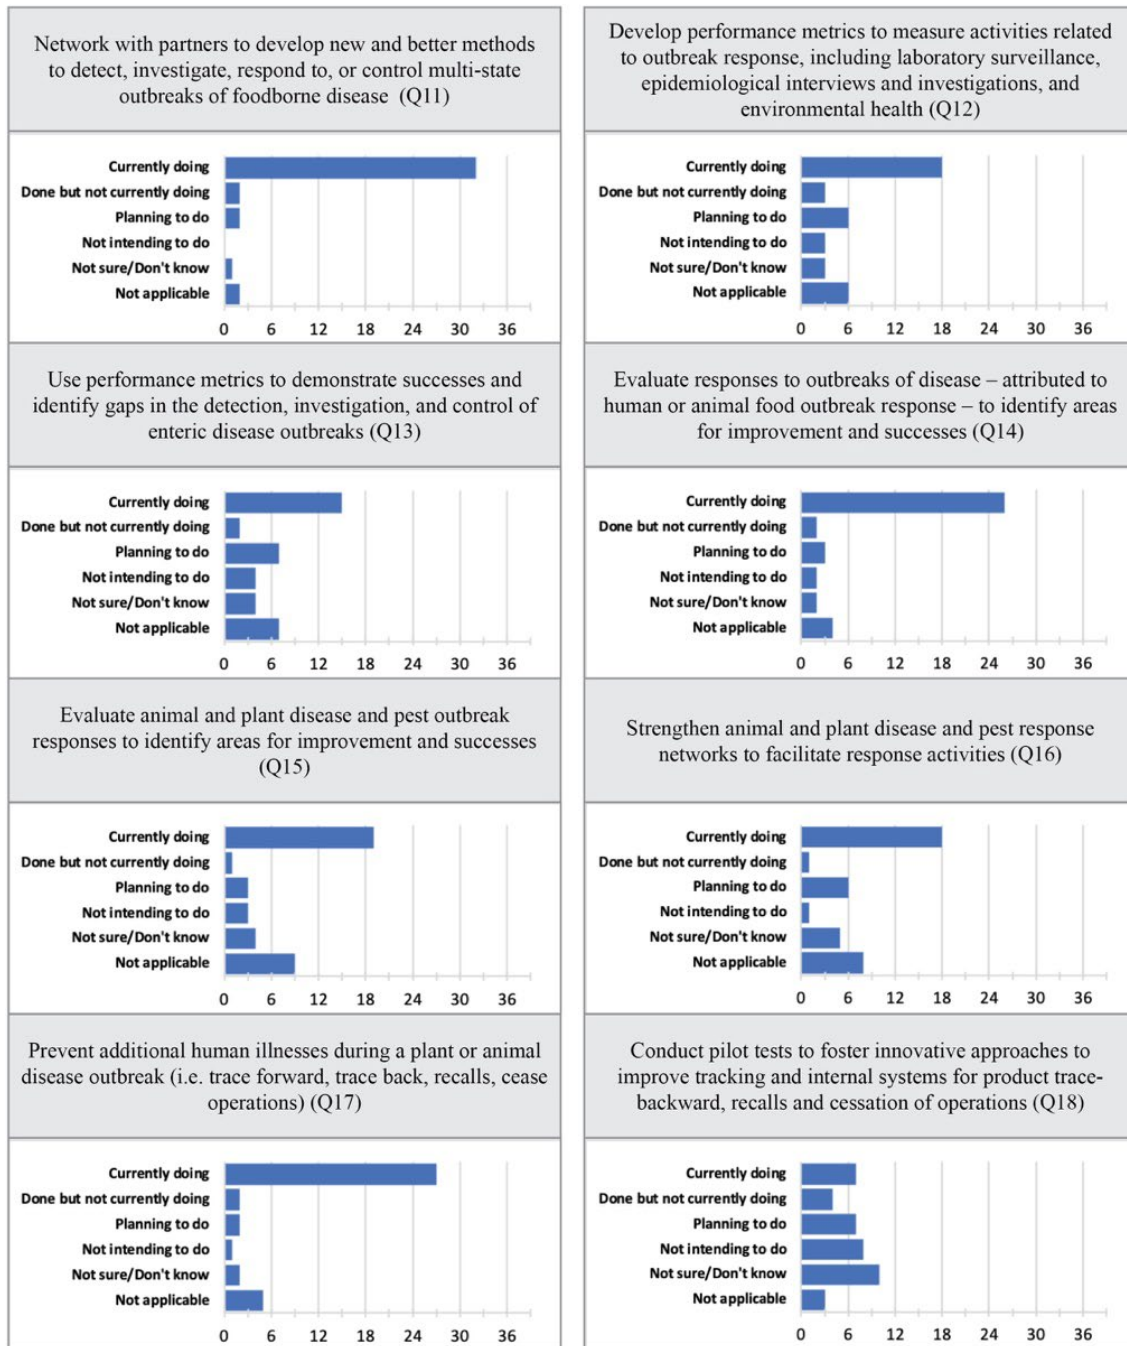 Network with partners to develop new and better methods
to detect, investigate, respond to, or control multi-state
outbreaks of foodborne disease (Q11)
Currently doing
Done but not currently doing
Planning to do
Not intending to do
Not sure/Don't know
Not applicable
0 6 12 18 24 30 36
Develop performance metrics to measure activities related
to outbreak response, including laboratory surveillance,
epidemiological interviews and investigations, and
environmental health (Q12)
Currently doing
Done but not currently doing
Planning to do
Not intending to do
Not sure/Don't know
Not applicable
0 6 12 18 24 30 36
Use performance metrics to demonstrate successes and
identify gaps in the detection, investigation, and control of
enteric disease outbreaks (Q13)
Currently doing
Done but not currently doing
Planning to do
Not intending to do
Not sure/Don't know
Not applicable
0 6 12 18 24 30 36
Evaluate responses to outbreaks of disease – attributed to
human or animal food outbreak response – to identify areas
for improvement and successes (Q14)
Currently doing
Done but not currently doing
Planning to do
Not intending to do
Not sure/Don't know
Not applicable
0 6 12 18 24 30 36
Evaluate animal and plant disease and pest outbreak
responses to identify areas for improvement and successes
(Q15)
Currently doing
Done but not currently doing
Planning to do
Not intending to do
Not sure/Don't know
Not applicable
0 6 12 18 24 30 36
Strengthen animal and plant disease and pest response
networks to facilitate response activities (Q16)
Currently doing
Done but not currently doing
Planning to do
Not intending to do
Not sure/Don't know
Not applicable
0 6 12 18 24 30 36
Prevent additional human illnesses during a plant or animal
disease outbreak (i.e. trace forward, trace back, recalls, cease
operations) (Q17)
Currently doing
Done but not currently doing
Planning to do
Not intending to do
Not sure/Don't know
Not applicable
0 6 12 18 24 30 36
Conduct pilot tests to foster innovative approaches to
improve tracking and internal systems for product trace-
backward, recalls and cessation of operations (Q18)
Currently doing
Done but not currently doing
Planning to do
Not intending to do
Not sure/Don't know
Not applicable
0 6 12 18 24 30 36